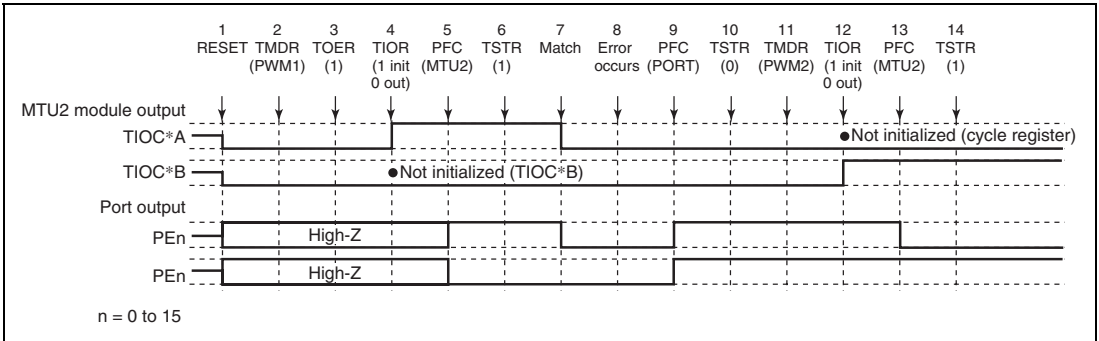 1 2 3 4 5 6 7 8 9 10 11 12 13 14
RESET TMDR TOER TIOR PFC TSTR Match Error PFC TSTR TMDR TIOR PFC TSTR
(PWM1) (1) (1 init (MTU2) (1) occurs (PORT) (0) (PWM2) (1 init (MTU2) (1)
0 out) 0 out)
MTU2 module output
TIOC*A ●Not initialized (cycle register)
TIOC*B ●Not initialized (TIOC*B)
Port output
PEn High-Z
PEn High-Z
n = 0 to 15